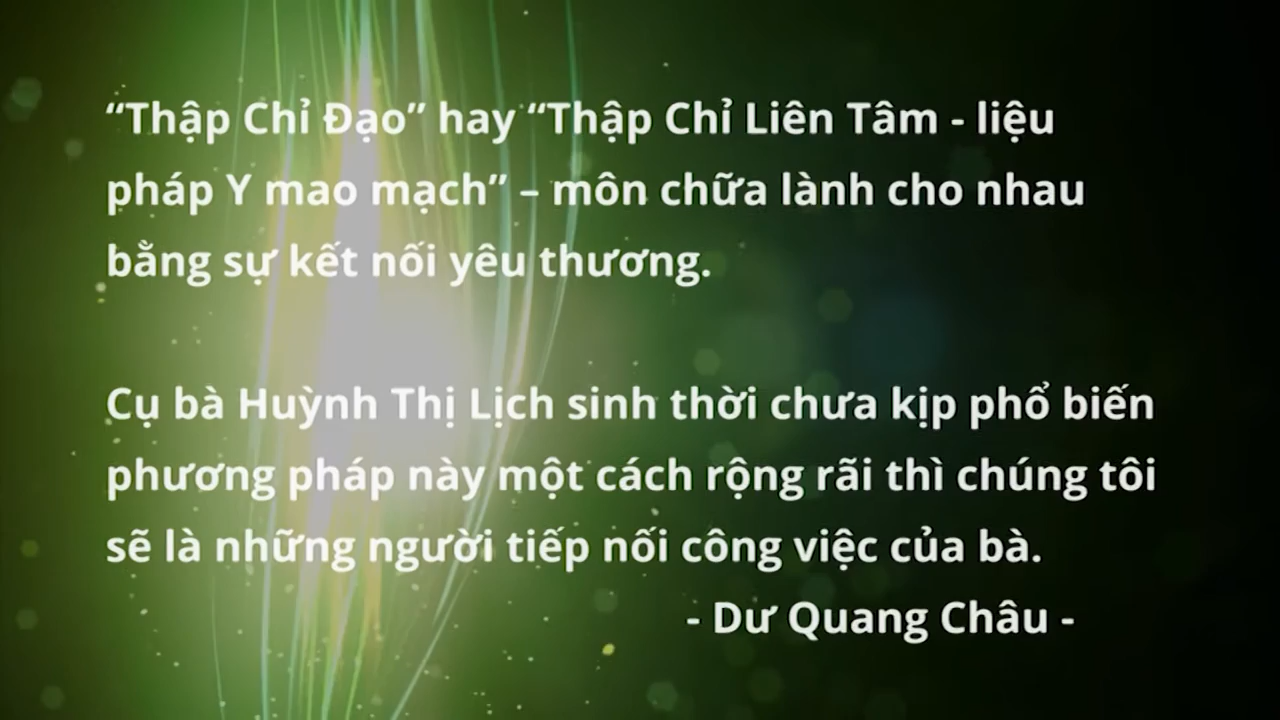 “Thập Chỉ Đạo” hay “Thập Chỉ Liên Tâm - liệu
pháp Y mao mạch” – môn chữa lành cho nhau
bằng sự kết nối yêu thương.
Cụ bà Huỳnh Thị Lịch sinh thời chưa kịp phổ biến
phương pháp này một cách rộng rãi thì chúng tôi
sẽ là những người tiếp nối công việc của bà.
- Dư Quang Châu -